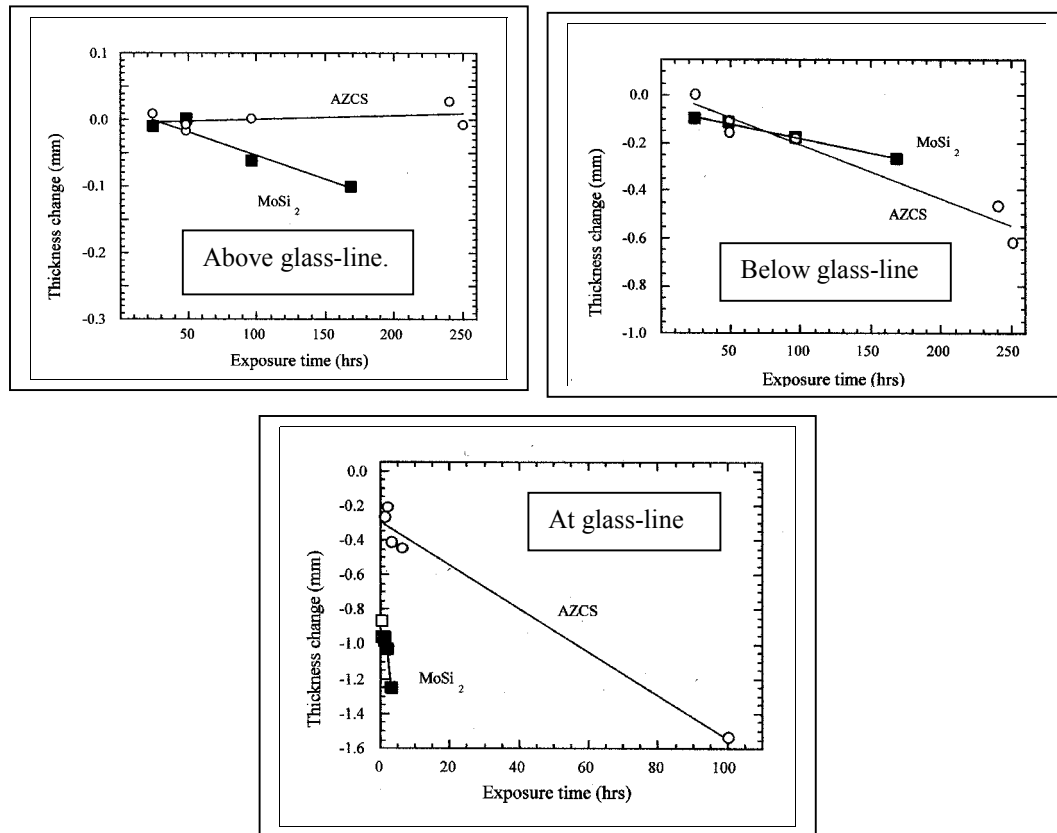 0.1
0.0
-0.1
-0.2
-0.3
Thickness change (mm)
AZCS
MoSi2
Above glass-line.
50
100
150
200
250
Exposure time (hrs)
0.0
-0.2
-0.4
-0.6
-0.8
-1.0
Thickness change (mm)
MoSi2
AZCS
Below glass-line
50
100
150
200
250
Exposure time (hrs)
0.0
-0.2
-0.4
-0.6
-0.8
-1.0
-1.2
-1.4
-1.6
Thickness change (mm)
At glass-line
AZCS
MoSi2
0
20
40
60
80
100
Exposure time (hrs)